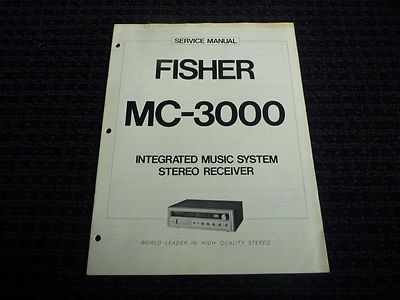 SERVICE MANUAL
FISHER
MC-3000
INTEGRATED MUSIC SYSTEM
STEREO RECEIVER
WORLD LEADER IN HIGH QUALITY STEREO